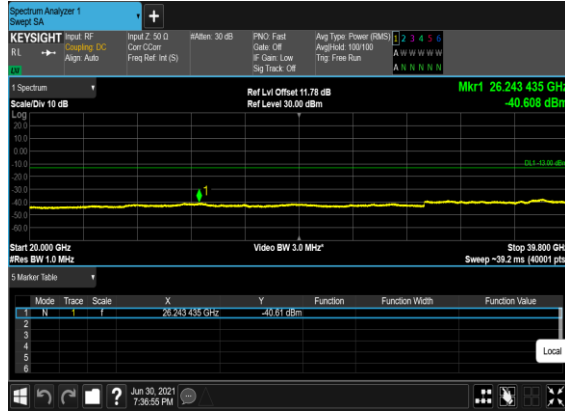 Spectrum Analyzer 1
Swept SA
+
KEYSIGHT Input: RF Input Z: 50 Ω #Atten: 30 dB PNO: Fast Avg Type: Power (RMS) 1 2 3 4 5 6
RL Coupling: DC Corr CCorr Gate: Off Avg|Hold: 100/100 A W W W W W
Align: Auto Freq Ref: Int (S) IF Gain: Low Trig: Free Run
LV Sig Track: Off A N N N N N
1 Spectrum Ref Lvl Offset 11.78 dB Mkr1 26.243 435 GHz
Scale/Div 10 dB Ref Level 30.00 dBm -40.608 dBm
Log
20.0
10.0
0.00
-10.0
DL1 -13.00 dBm
-20.0
-30.0
1
-40.0
-50.0
-60.0
Start 20.000 GHz Video BW 3.0 MHz* Stop 39.800 GHz
#Res BW 1.0 MHz Sweep ~39.2 ms (40001 pts)
5 Marker Table
Mode Trace Scale X Y Function Function Width Function Value
1 N 1 f 26.243 435 GHz -40.61 dBm
2
3
4
5
6
Local
? Jun 30, 2021
7:36:55 PM